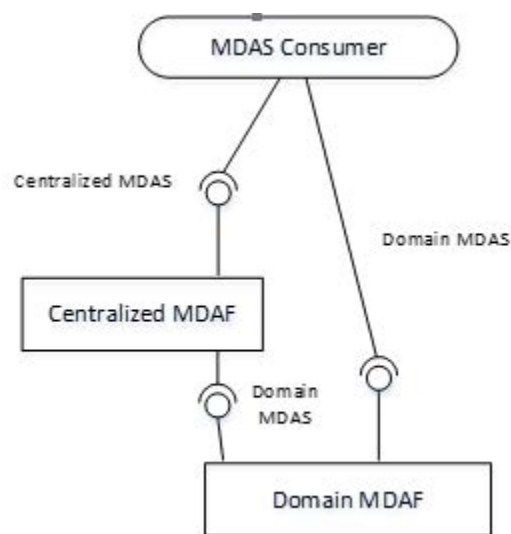 MDAS Consumer
Centralized MDAS
Domain MDAS
Centralized MDAF
Domain
MDAS
Domain MDAF